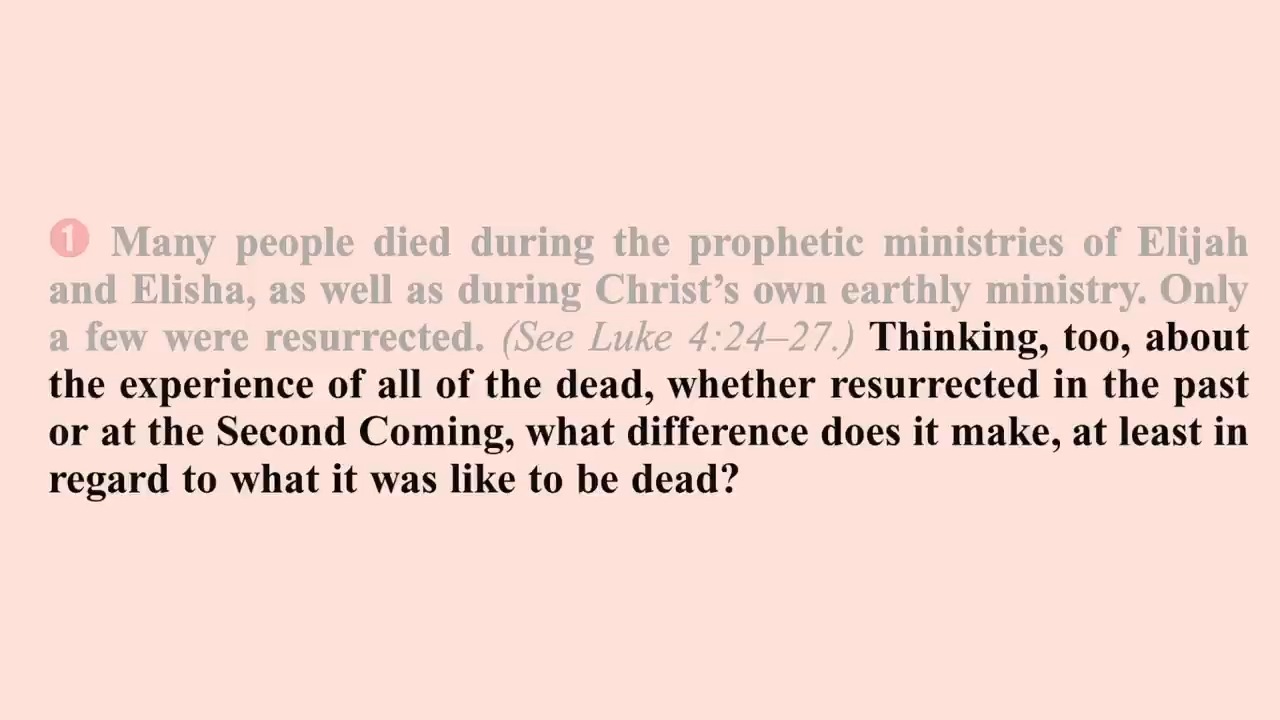 ❶ Many people died during the prophetic ministries of Elijah
and Elisha, as well as during Christ’s own earthly ministry. Only
a few were resurrected. (See Luke 4:24–27.) Thinking, too, about
the experience of all of the dead, whether resurrected in the past
or at the Second Coming, what difference does it make, at least in
regard to what it was like to be dead?